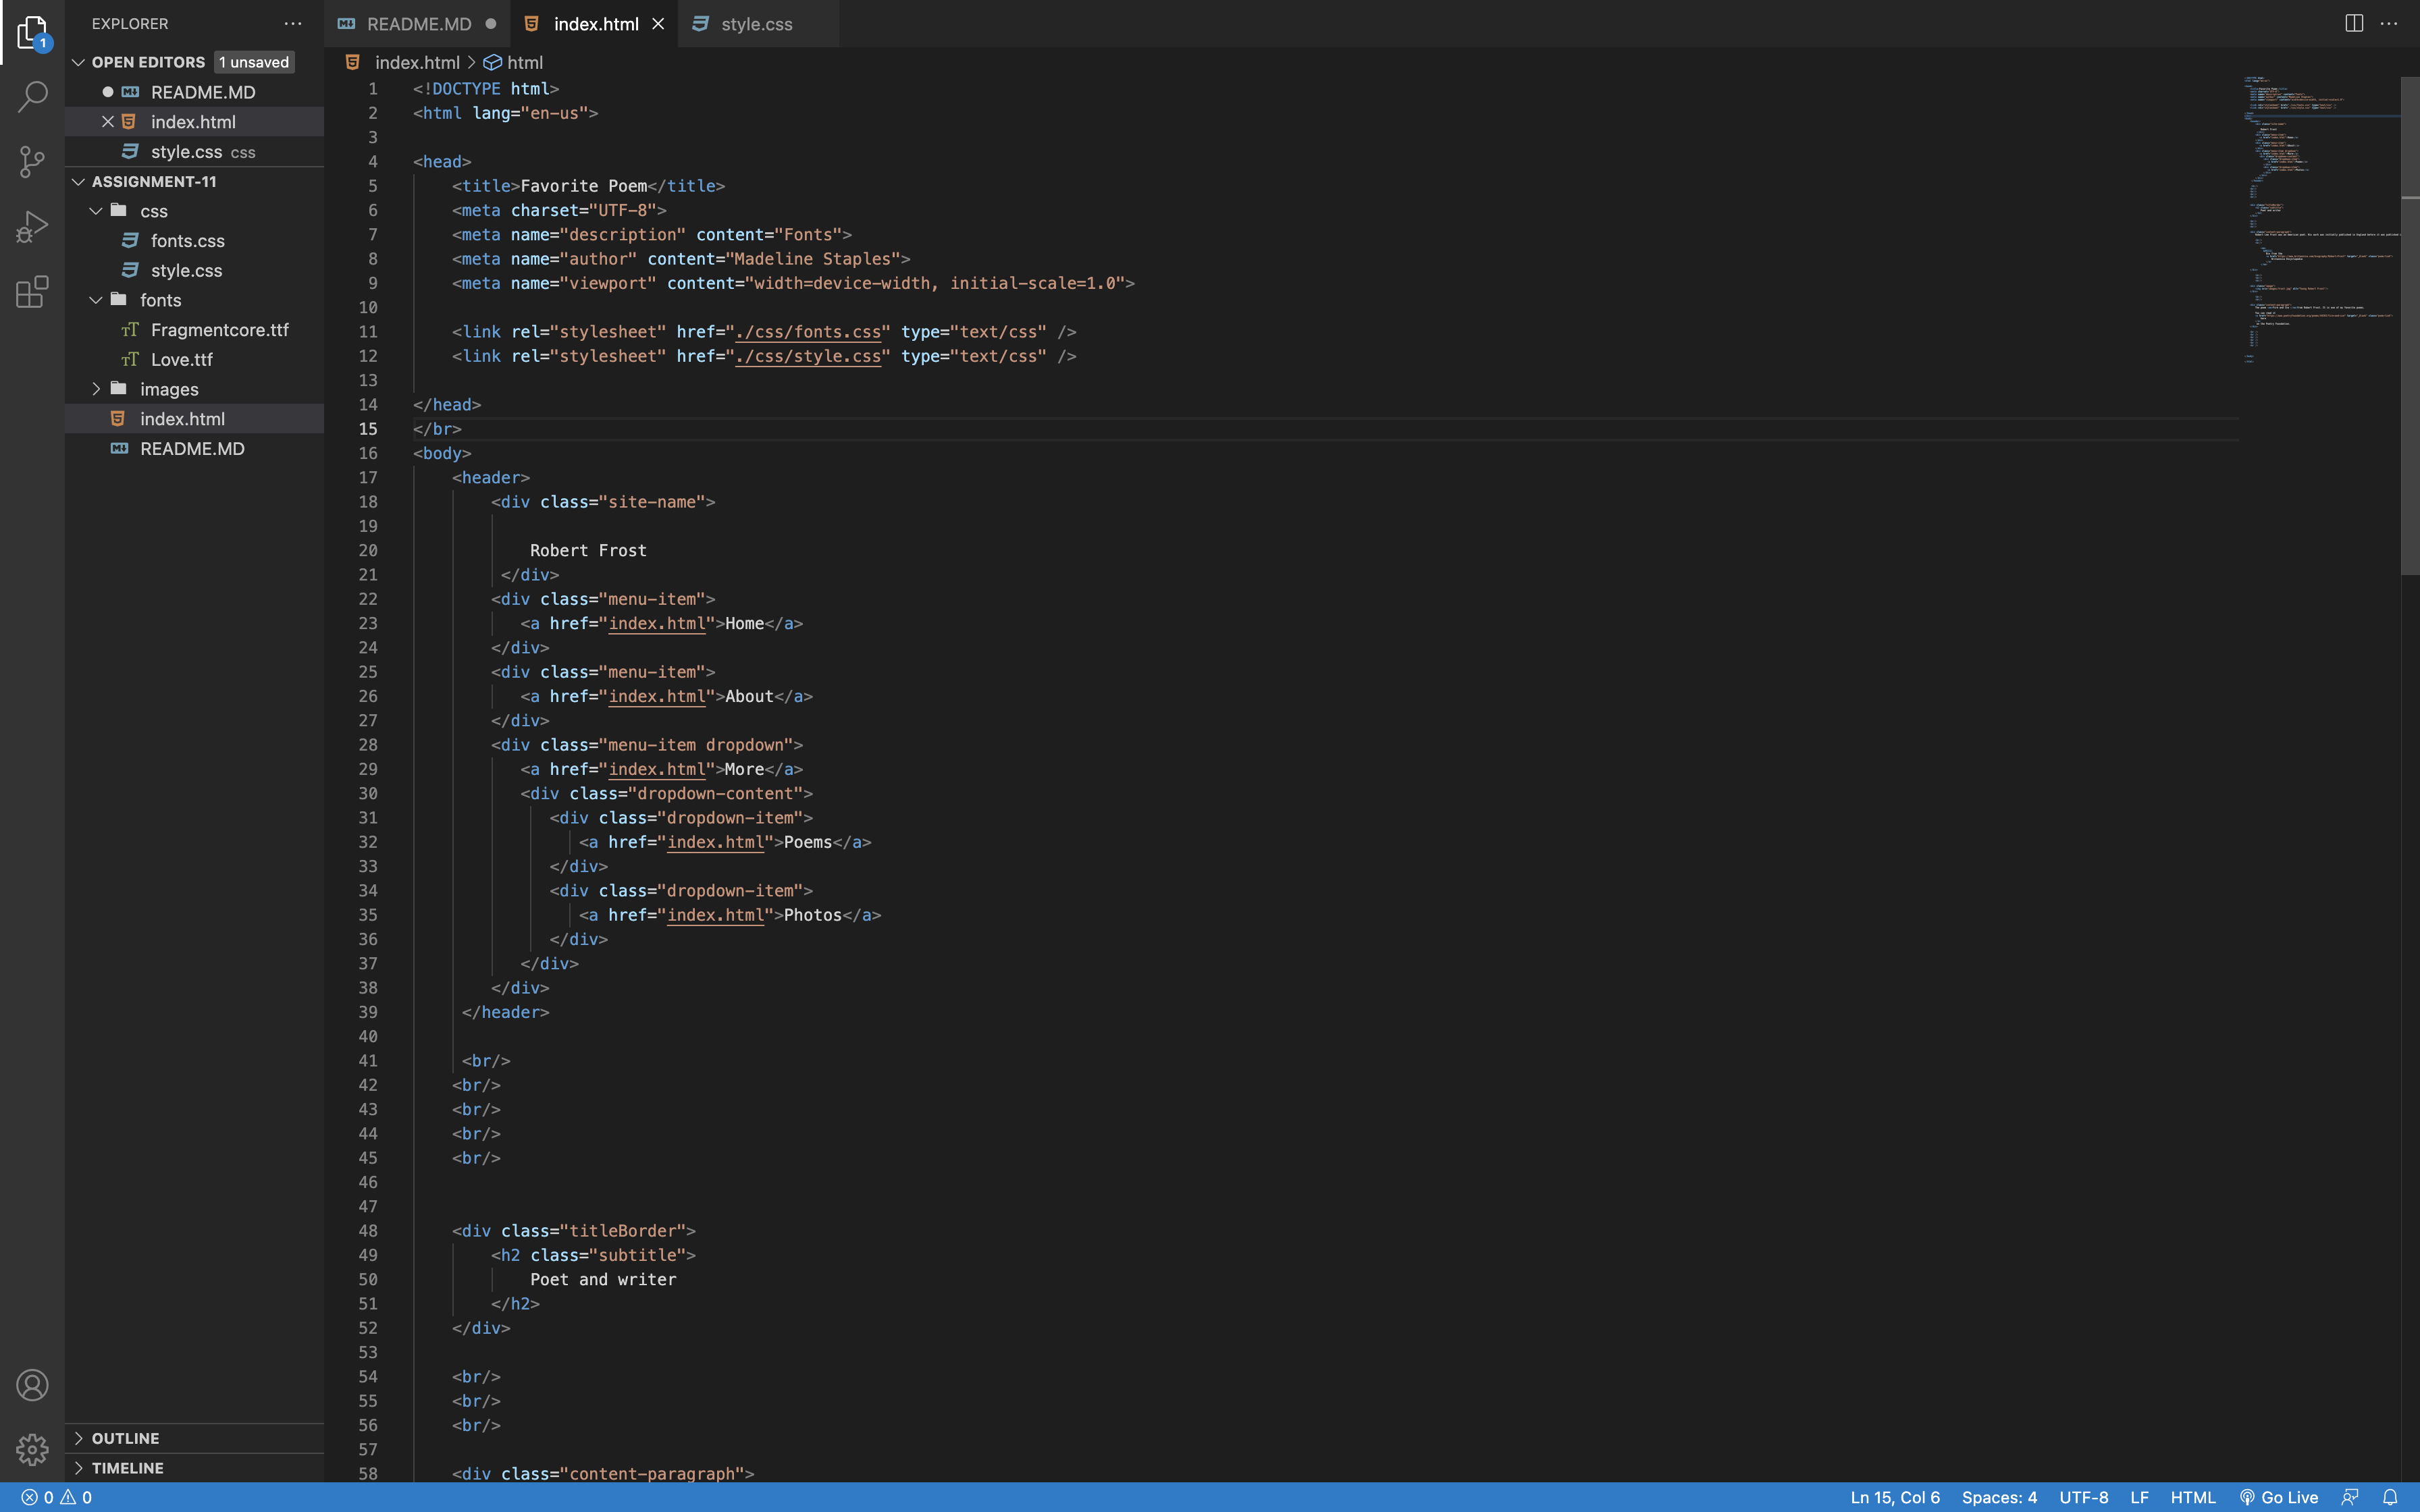 EXPLORER
OPEN EDITORS 1 unsaved
README.MD
index.html
style.css css
ASSIGNMENT-11
css
fonts.css
style.css
fonts
Fragmentcore.ttf
Love.ttf
images
index.html
README.MD
OUTLINE
TIMELINE
1
README.MD index.html style.css
index.html > html
1 <!DOCTYPE html>
2 <html lang="en-us">
3
4 <head>
5 <title>Favorite Poem</title>
6 <meta charset="UTF-8">
7 <meta name="description" content="Fonts">
8 <meta name="author" content="Madeline Staples">
9 <meta name="viewport" content="width=device-width, initial-scale=1.0">
10
11 <link rel="stylesheet" href="./css/fonts.css" type="text/css" />
12 <link rel="stylesheet" href="./css/style.css" type="text/css" />
13
14 </head>
15 </br>
16 <body>
17 <header>
18 <div class="site-name">
19
20 Robert Frost
21 </div>
22 <div class="menu-item">
23 <a href="index.html">Home</a>
24 </div>
25 <div class="menu-item">
26 <a href="index.html">About</a>
27 </div>
28 <div class="menu-item dropdown">
29 <a href="index.html">More</a>
30 <div class="dropdown-content">
31 <div class="dropdown-item">
32 <a href="index.html">Poems</a>
33 </div>
34 <div class="dropdown-item">
35 <a href="index.html">Photos</a>
36 </div>
37 </div>
38 </div>
39 </header>
40
41 <br/>
42 <br/>
43 <br/>
44 <br/>
45 <br/>
46
47
48 <div class="titleBorder">
49 <h2 class="subtitle">
50 Poet and writer
51 </h2>
52 </div>
53
54 <br/>
55 <br/>
56 <br/>
57
58 <div class="content-paragraph">
0 0
Ln 15, Col 6 Spaces: 4 UTF-8 LF HTML Go Live